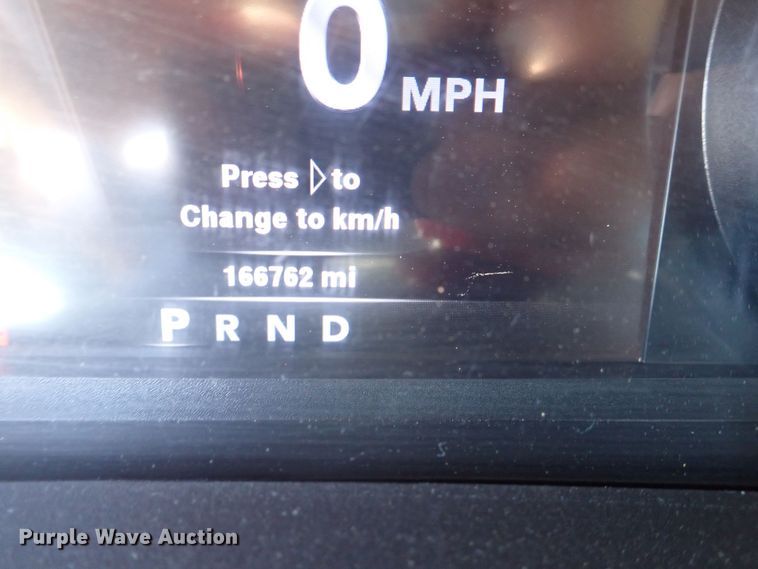 0 MPH
Press ▷ to
Change to km/h
166762 mi
P R N D
Purple Wave Auction